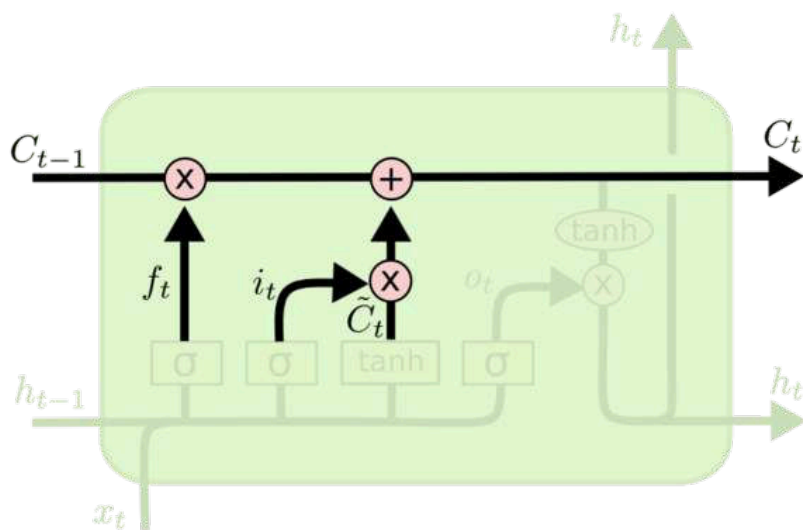 h_t
C_{t-1} × + C_t
tanh
f_t i_t × o_t ×
C̃_t
σ σ tanh σ
h_{t-1} h_t
x_t